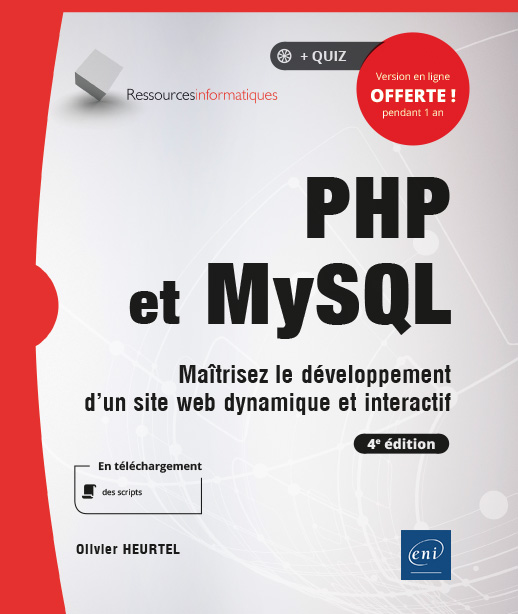 + QUIZ
Version en ligne
OFFERTE !
pendant 1 an
Ressourcesinformatiques
PHP
et MySQL
Maîtrisez le développement
d'un site web dynamique et interactif
4e édition
En téléchargement
des scripts
Olivier HEURTEL
eni